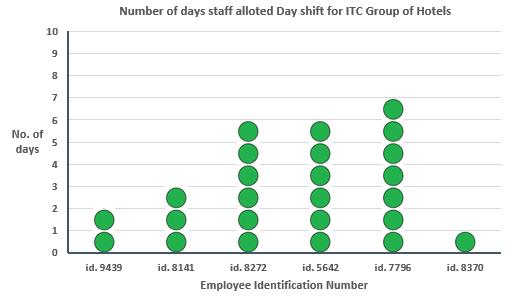 Number of days staff alloted Day shift for ITC Group of Hotels
10
9
8
7
6
5
4
3
2
1
0
No. of
days
id. 9439 id. 8141 id. 8272 id. 5642 id. 7796 id. 8370
Employee Identification Number